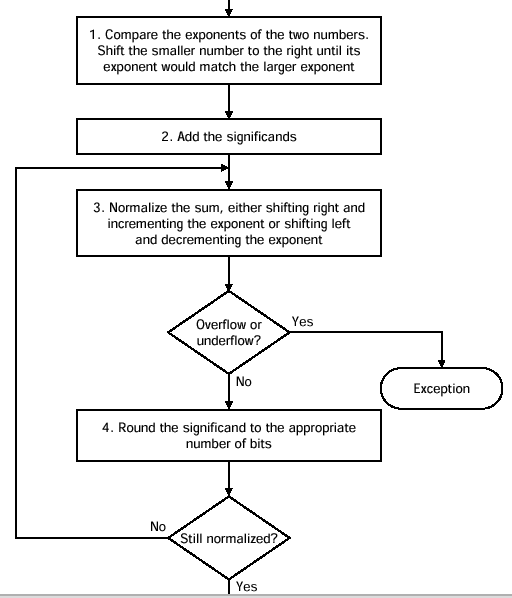 1. Compare the exponents of the two numbers.
Shift the smaller number to the right until its
exponent would match the larger exponent
2. Add the significands
3. Normalize the sum, either shifting right and
incrementing the exponent or shifting left
and decrementing the exponent
Overflow or
underflow?
Yes
No
Exception
4. Round the significand to the appropriate
number of bits
Still normalized?
No
Yes